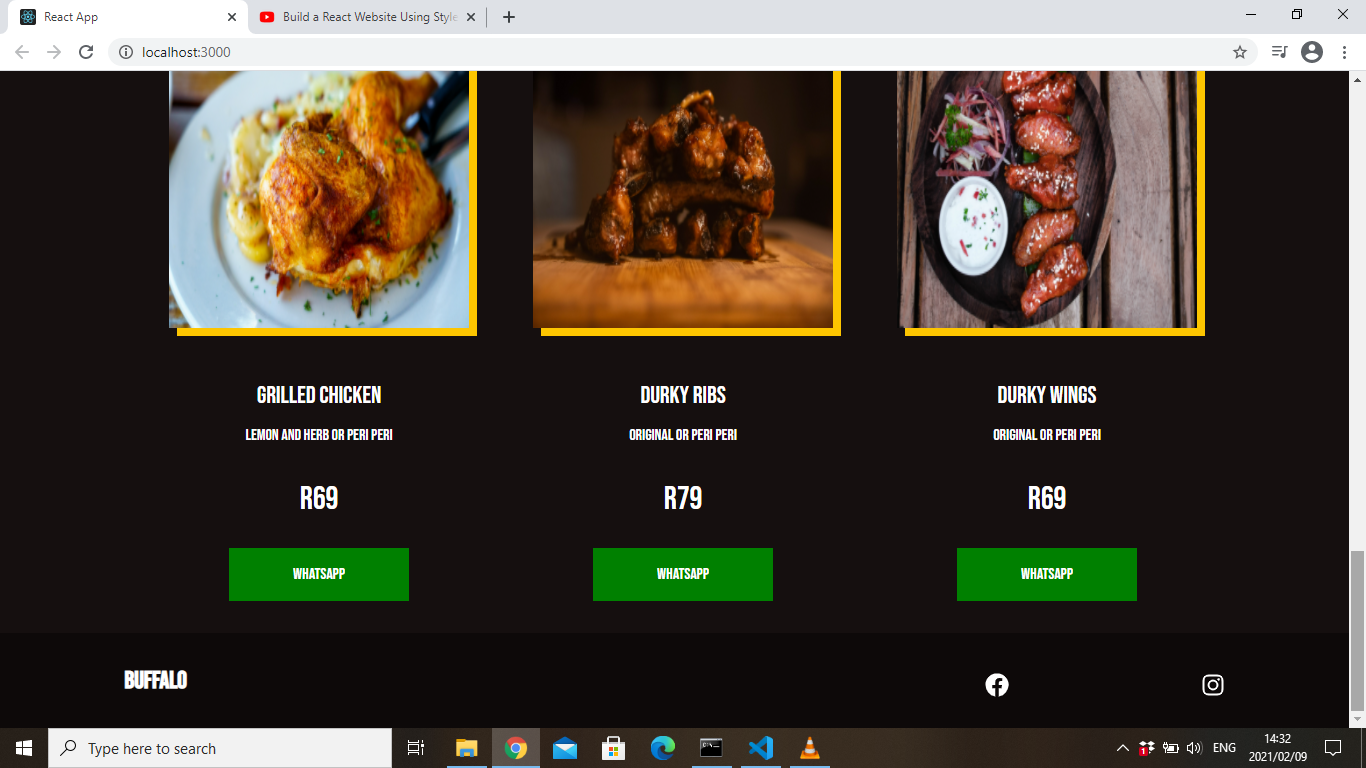 React App
Build a React Website Using Style
localhost:3000
GRILLED CHICKEN
DURKY RIBS
DURKY WINGS
LEMON AND HERB OR PERI PERI
ORIGINAL OR PERI PERI
ORIGINAL OR PERI PERI
R69
R79
R69
WHATSAPP
WHATSAPP
WHATSAPP
BUFFALO
Type here to search
1
ENG
14:32
2021/02/09